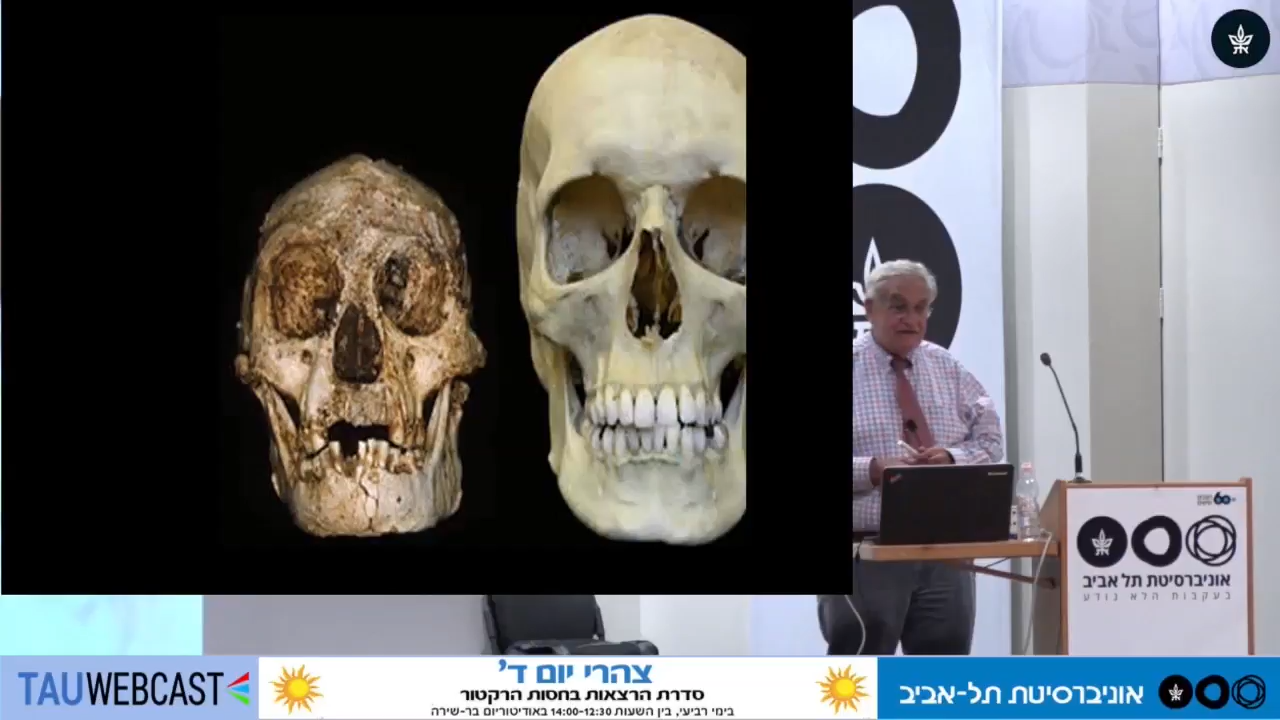 אוניברסיטת תל אביב
בעקבות הלא נודע
TAUWEBCAST
צהרי יום ד'
סדרת הרצאות בחסות הרקטור
בימי רביעי, בין השעות 14:00-12:30 באודיטוריום בר-שירה
אוניברסיטת תל-אביב